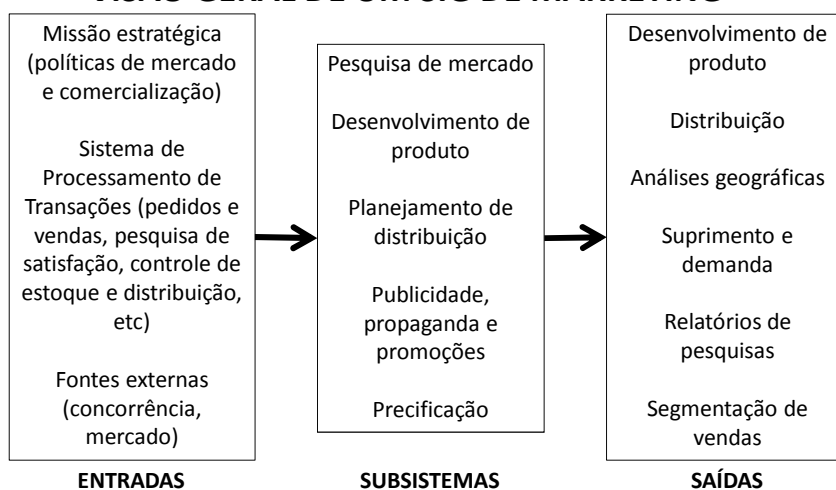 Missão estratégica
(políticas de mercado
e comercialização)
Sistema de
Processamento de
Transações (pedidos e
vendas, pesquisa de
satisfação, controle de
estoque e distribuição,
etc)
Fontes externas
(concorrência,
mercado)
ENTRADAS
Pesquisa de mercado
Desenvolvimento de
produto
Planejamento de
distribuição
Publicidade,
propaganda e
promoções
Precificação
SUBSISTEMAS
Desenvolvimento de
produto
Distribuição
Análises geográficas
Suprimento e
demanda
Relatórios de
pesquisas
Segmentação de
vendas
SAÍDAS